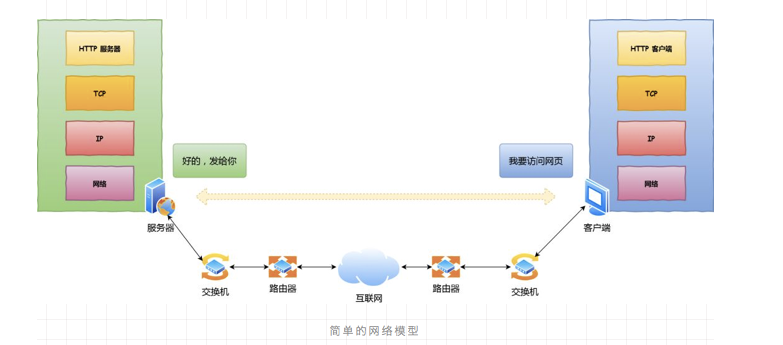 HTTP 服务器
HTTP 客户端
TCP
TCP
IP
IP
好的，发给你
我要访问网页
网络
网络
服务器
客户端
交换机
路由器
互联网
路由器
交换机
简单的网络模型